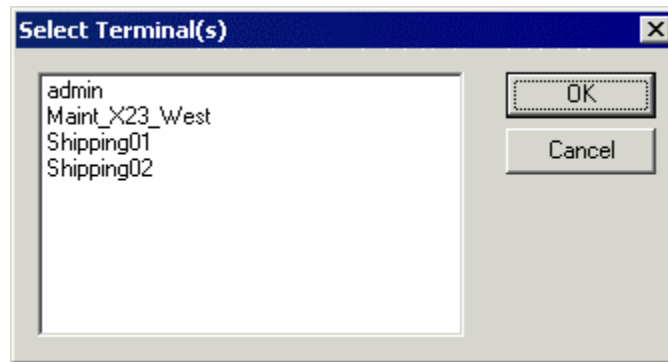 Select Terminal(s)
admin
Maint_X23_West
Shipping01
Shipping02
OK
Cancel